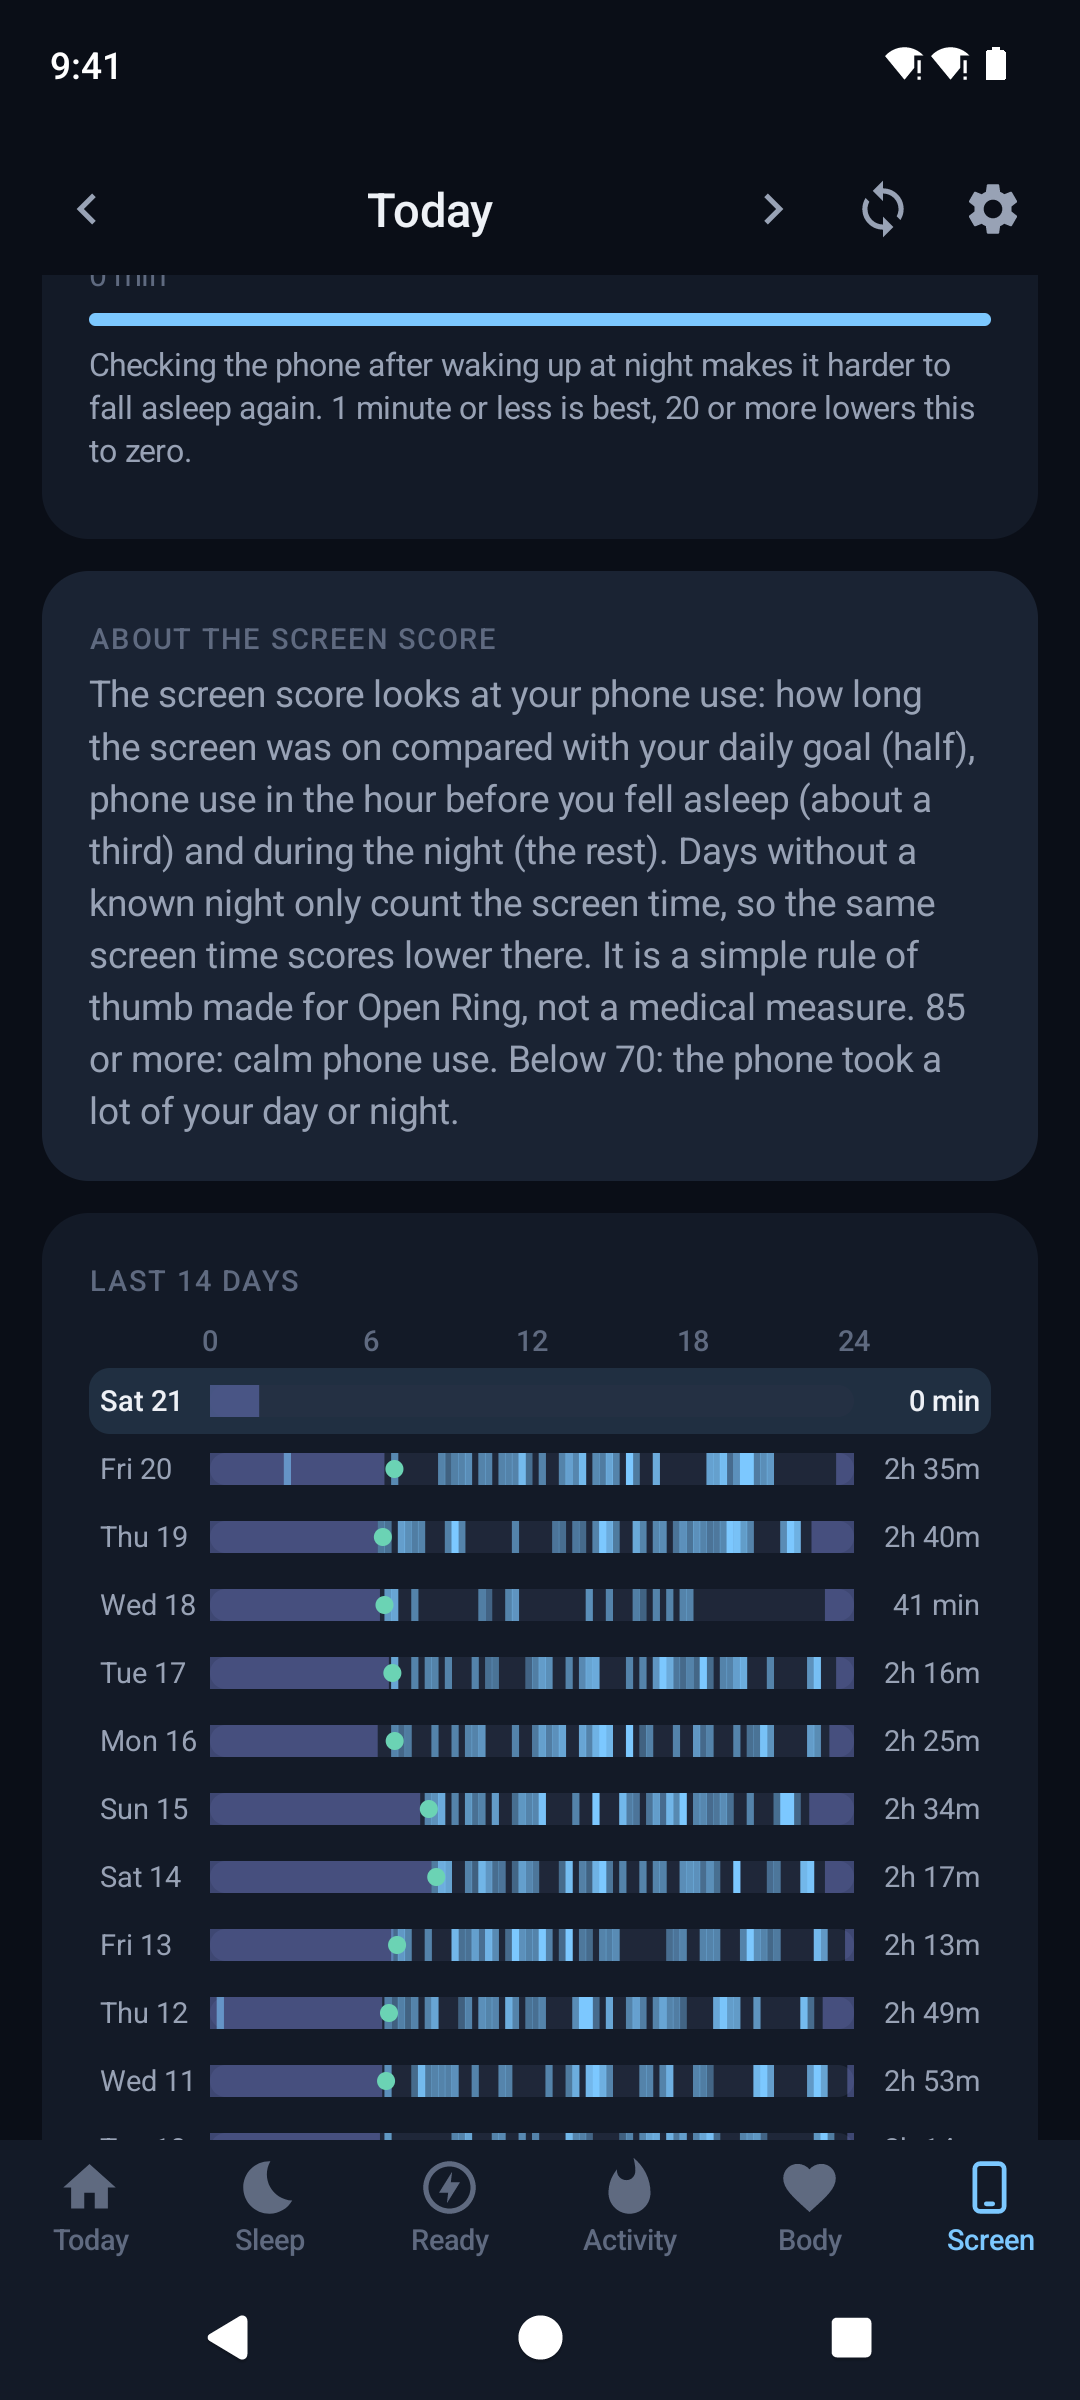 9:41
Today
0 min
Checking the phone after waking up at night makes it harder to
fall asleep again. 1 minute or less is best, 20 or more lowers this
to zero.
ABOUT THE SCREEN SCORE
The screen score looks at your phone use: how long
the screen was on compared with your daily goal (half),
phone use in the hour before you fell asleep (about a
third) and during the night (the rest). Days without a
known night only count the screen time, so the same
screen time scores lower there. It is a simple rule of
thumb made for Open Ring, not a medical measure. 85
or more: calm phone use. Below 70: the phone took a
lot of your day or night.
LAST 14 DAYS
0 6 12 18 24
Sat 21 0 min
Fri 20 2h 35m
Thu 19 2h 40m
Wed 18 41 min
Tue 17 2h 16m
Mon 16 2h 25m
Sun 15 2h 34m
Sat 14 2h 17m
Fri 13 2h 13m
Thu 12 2h 49m
Wed 11 2h 53m
Today Sleep Ready Activity Body Screen